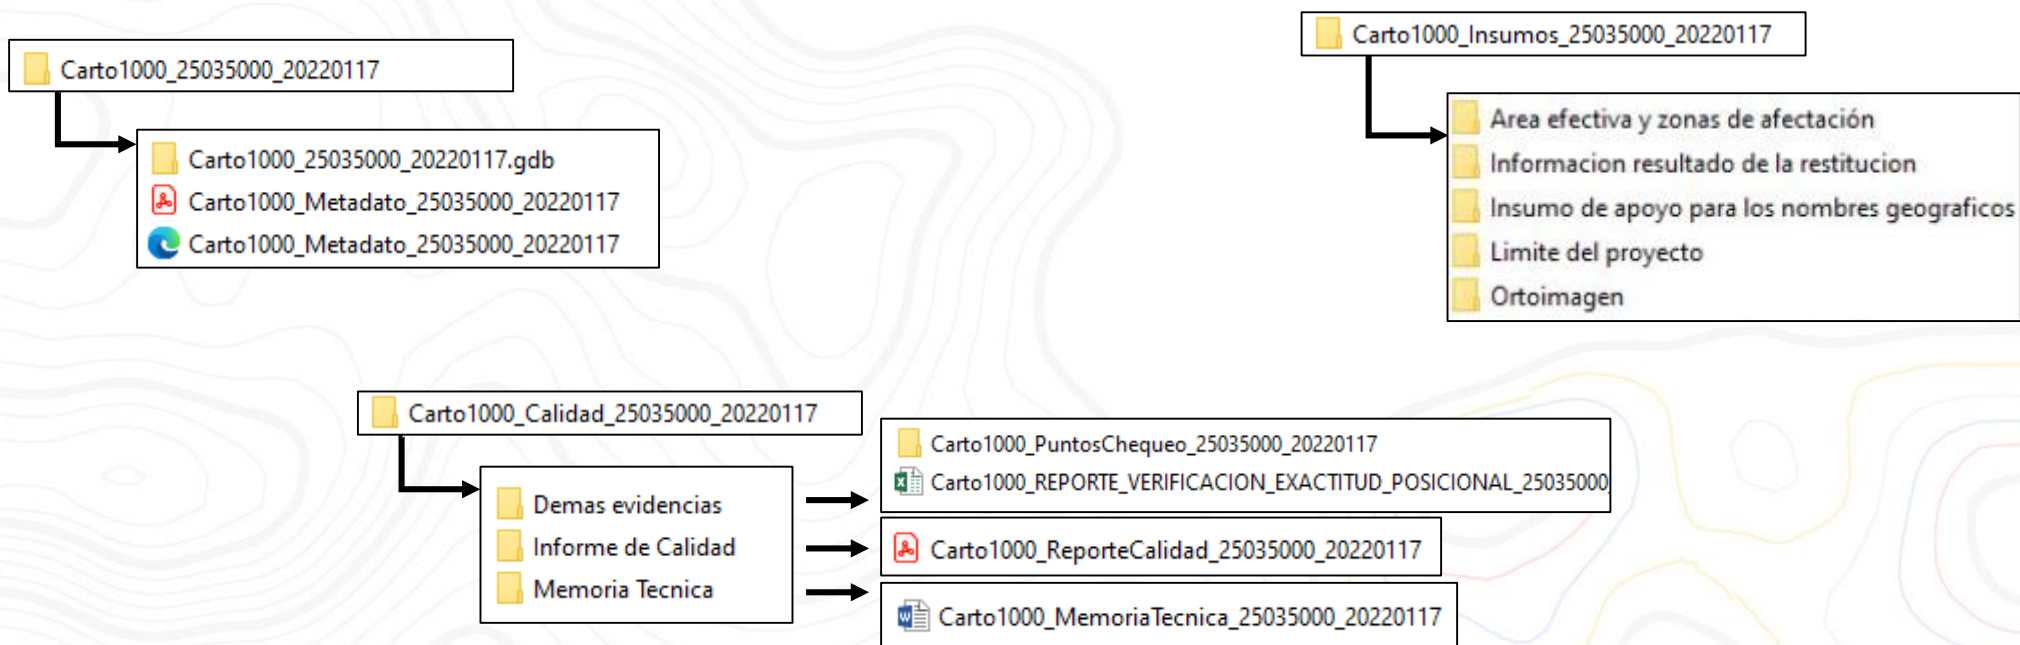 Carto1000_25035000_20220117
Carto1000_25035000_20220117.gdb
Carto1000_Metadato_25035000_20220117
Carto1000_Metadato_25035000_20220117
Carto1000_Insumos_25035000_20220117
Area efectiva y zonas de afectación
Informacion resultado de la restitucion
Insumo de apoyo para los nombres geograficos
Limite del proyecto
Ortoimagen
Carto1000_Calidad_25035000_20220117
Demas evidencias
Informe de Calidad
Memoria Tecnica
Carto1000_PuntosChequeo_25035000_20220117
Carto1000_REPORTE_VERIFICACION_EXACTITUD_POSICIONAL_25035000_
Carto1000_ReporteCalidad_25035000_20220117
Carto1000_MemoriaTecnica_25035000_20220117